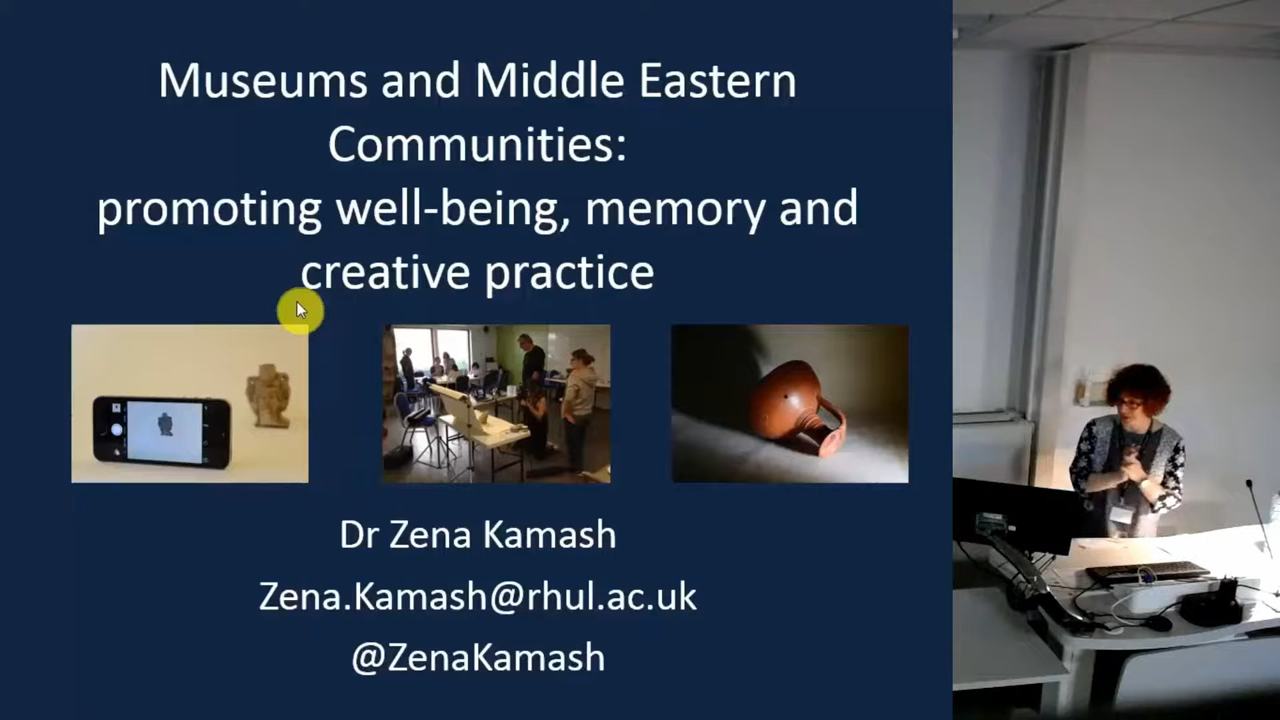 Museums and Middle Eastern
Communities:
promoting well-being, memory and
creative practice
Dr Zena Kamash
Zena.Kamash@rhul.ac.uk
@ZenaKamash